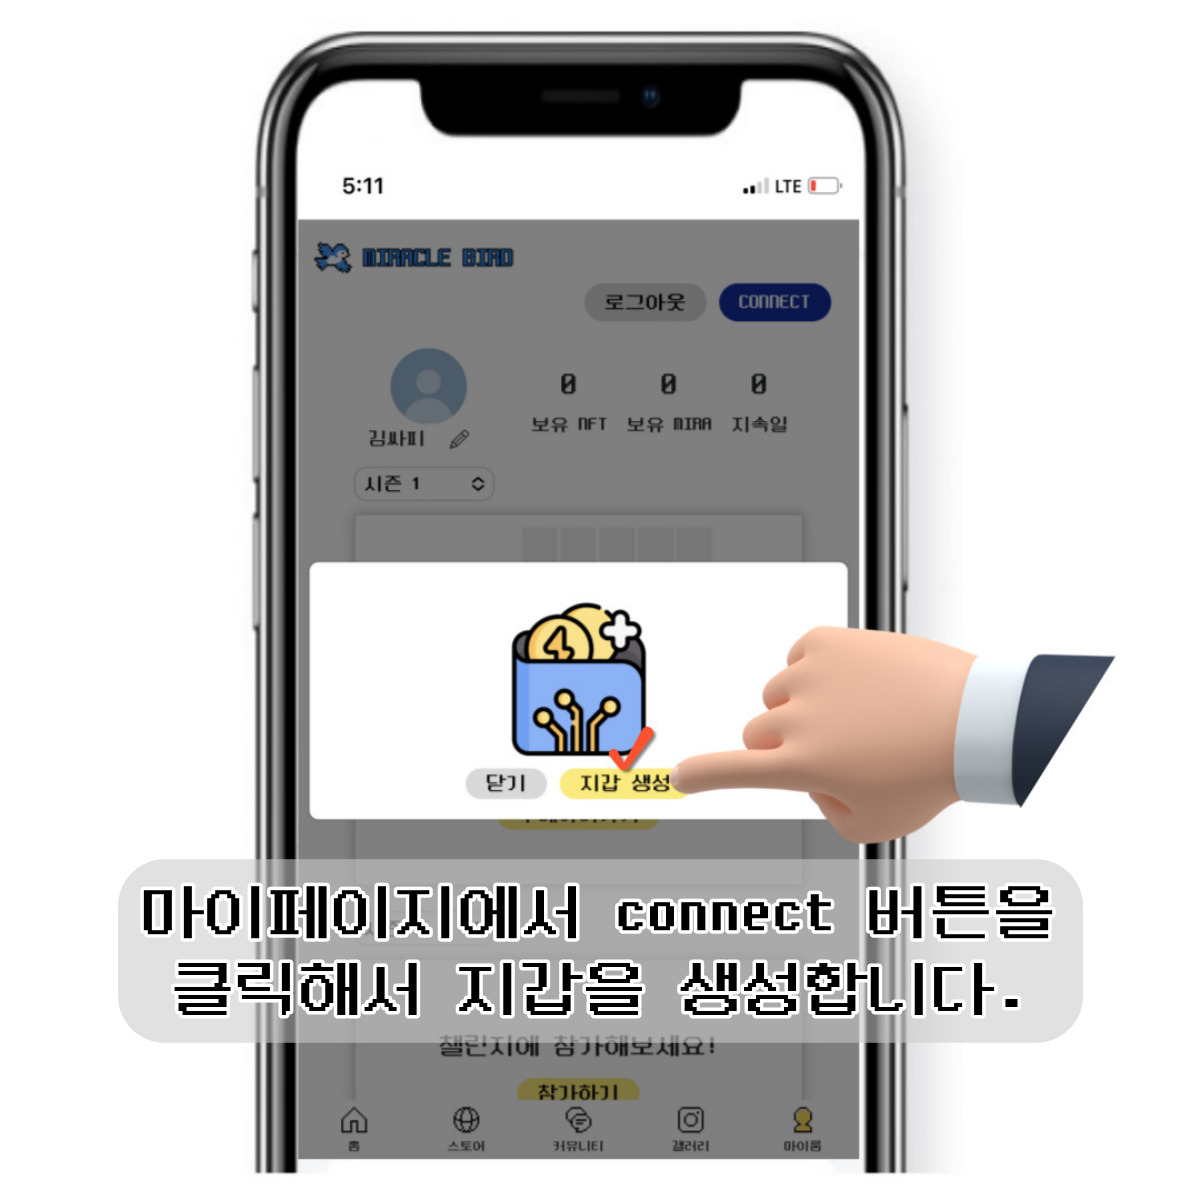 5:11
LTE
MIRACLE BIRD
로그아웃
CONNECT
0 0 0
보유 NFT 보유 MIRA 지속일
김싸피
시즌 1
닫기
지갑 생성
마이페이지에서 connect 버튼을
클릭해서 지갑을 생성합니다.
챌린지에 참가해보세요!
참가하기
홈 스토어 커뮤니티 갤러리 마이룸